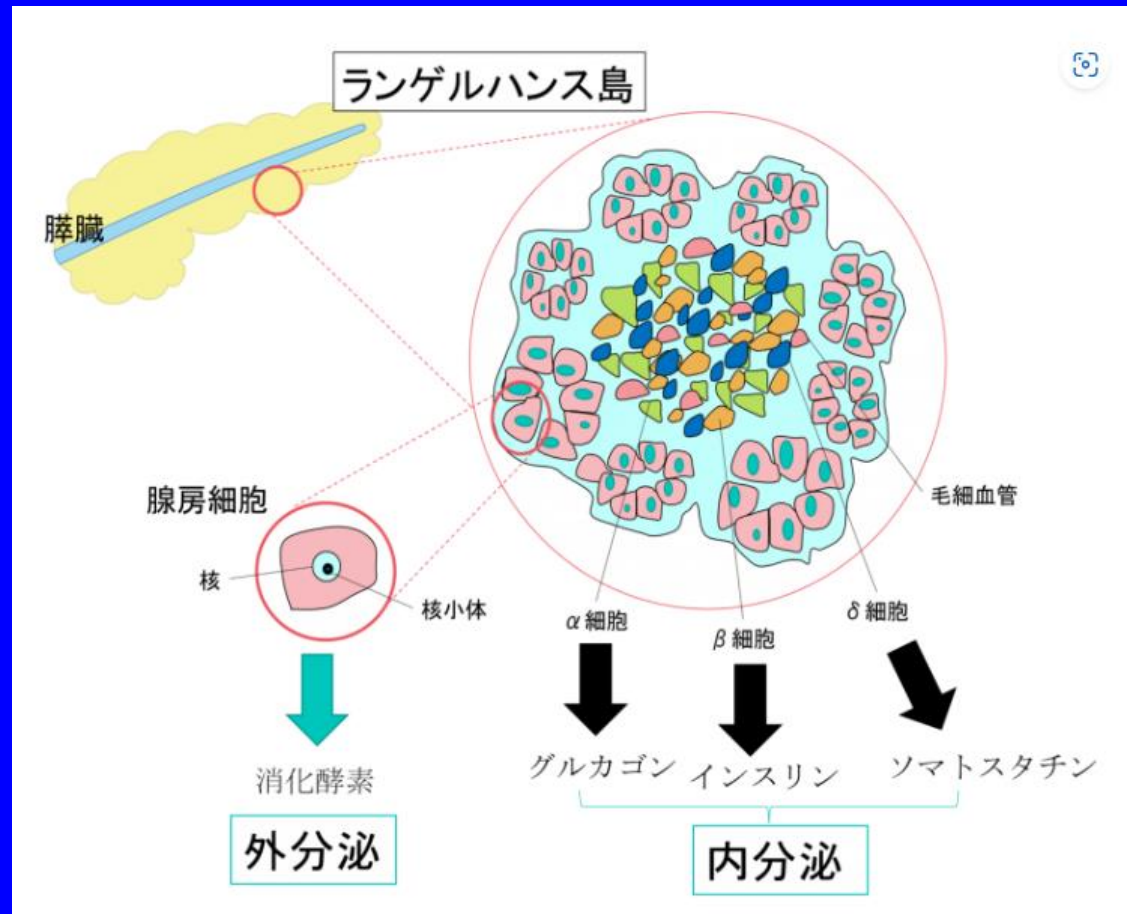 ランゲルハンス島
膵臓
腺房細胞
核
核小体
毛細血管
α細胞
β細胞
δ細胞
消化酵素
グルカゴン
インスリン
ソマトスタチン
外分泌
内分泌